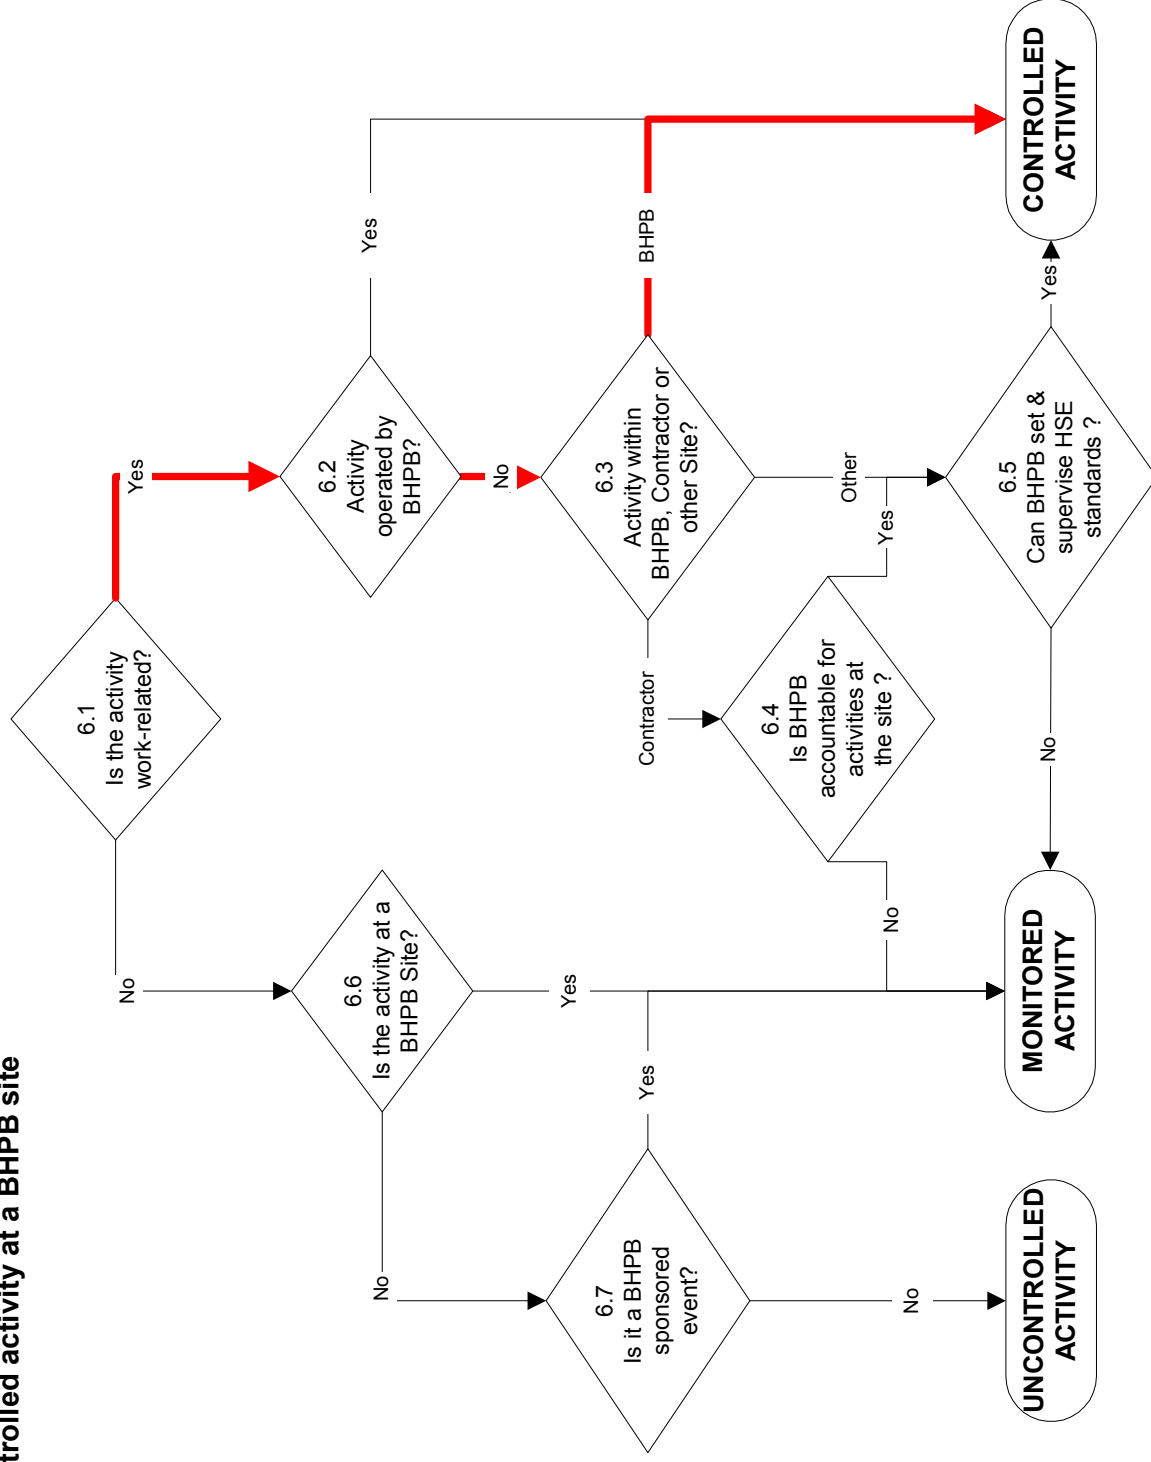 trolled activity at a BHPB site
6.1
Is the activity
work-related?
No
Yes
6.2
Activity
operated by
BHPB?
Yes
No
6.6
Is the activity at a
BHPB Site?
No
Yes
6.3
Activity within
BHPB, Contractor or
other Site?
BHPB
Contractor
Other
6.7
Is it a BHPB
sponsored
event?
Yes
No
6.4
Is BHPB
accountable for
activities at
the site ?
No
Yes
6.5
Can BHPB set &
supervise HSE
standards ?
No
Yes
UNCONTROLLED
ACTIVITY
MONITORED
ACTIVITY
CONTROLLED
ACTIVITY